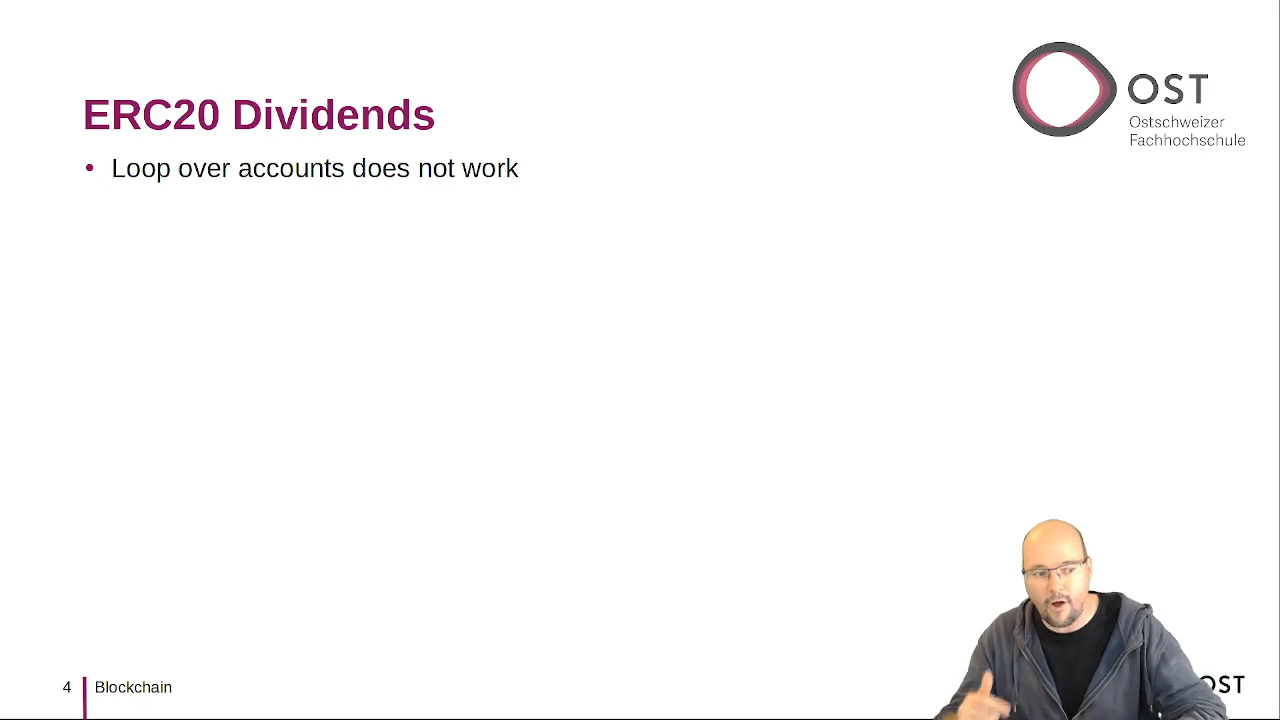 OST
Ostschweizer
Fachhochschule
ERC20 Dividends
• Loop over accounts does not work
4 Blockchain
OST